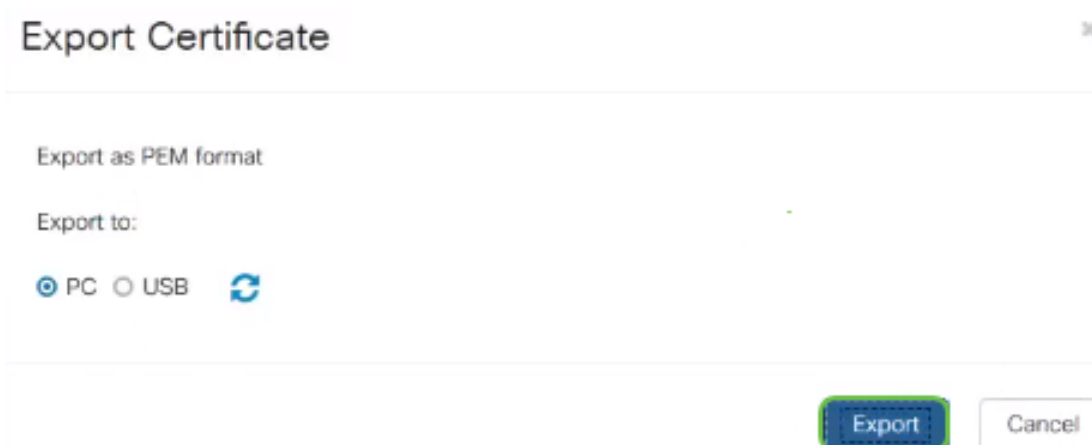 Export Certificate
Export as PEM format
Export to:
PC USB
Export Cancel